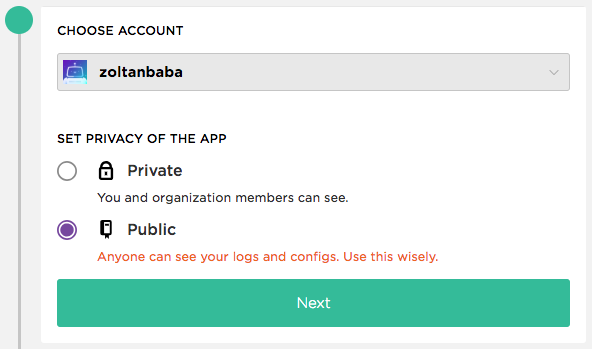 CHOOSE ACCOUNT
zoltanbaba
SET PRIVACY OF THE APP
Private
You and organization members can see.
Public
Anyone can see your logs and configs. Use this wisely.
Next